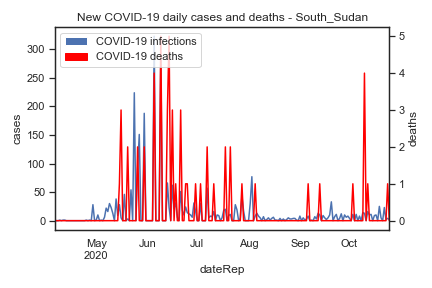 New COVID-19 daily cases and deaths - South_Sudan
COVID-19 infections
COVID-19 deaths
300
250
200
150
100
50
0
cases
5
4
3
2
1
0
deaths
May
2020
Jun
Jul
Aug
Sep
Oct
dateRep